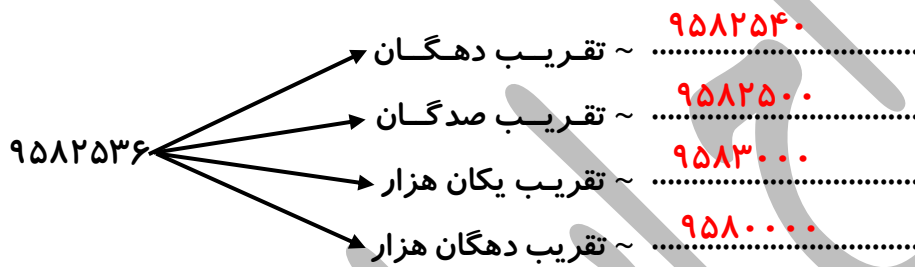 تقریب دهگان ~ ۹۵۸۲۵۴۰
تقریب صدگان ~ ۹۵۸۲۵۰۰
۹۵۸۲۵۳۶
تقریب یکان هزار ~ ۹۵۸۳۰۰۰
تقریب دهگان هزار ~ ۹۵۸۰۰۰۰